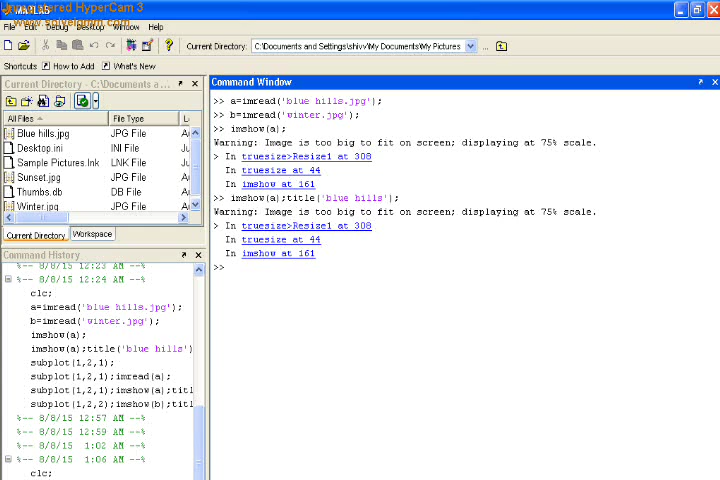 Unregistered HyperCam 3
MATLAB
www.solveigmm.com
File Edit Debug Desktop Window Help
Current Directory: C:\Documents and Settings\shivv\My Documents\My Pictures ...
Shortcuts How to Add What's New
Current Directory - C:\Documents a...
All Files File Type
Blue hills.jpg JPG File
Desktop.ini INI File
Sample Pictures.lnk LNK File
Sunset.jpg JPG File
Thumbs.db DB File
Winter.jpg JPG File
Current Directory Workspace
Command History
%-- 8/8/15 12:23 AM --%
%-- 8/8/15 12:24 AM --%
clc;
a=imread('blue hills.jpg');
b=imread('winter.jpg');
imshow(a);
imshow(a);title('blue hills')
subplot(1,2,1);
subplot(1,2,1);imread(a);
subplot(1,2,1);imshow(a);titl
subplot(1,2,2);imshow(b);titl
%-- 8/8/15 12:57 AM --%
%-- 8/8/15 12:59 AM --%
%-- 8/8/15 1:02 AM --%
%-- 8/8/15 1:06 AM --%
clc;
Command Window
>> a=imread('blue hills.jpg');
>> b=imread('winter.jpg');
>> imshow(a);
Warning: Image is too big to fit on screen; displaying at 75% scale.
> In truesize>Resize1 at 308
In truesize at 44
In imshow at 161
>> imshow(a);title('blue hills');
Warning: Image is too big to fit on screen; displaying at 75% scale.
> In truesize>Resize1 at 308
In truesize at 44
In imshow at 161
>>